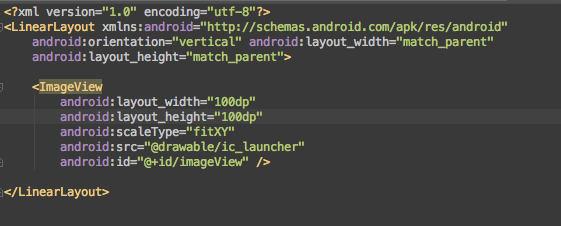 <?xml version="1.0" encoding="utf-8"?>
<LinearLayout xmlns:android="http://schemas.android.com/apk/res/android"
    android:orientation="vertical" android:layout_width="match_parent"
    android:layout_height="match_parent">

    <ImageView
        android:layout_width="100dp"
        android:layout_height="100dp"
        android:scaleType="fitXY"
        android:src="@drawable/ic_launcher"
        android:id="@+id/imageView" />

</LinearLayout>